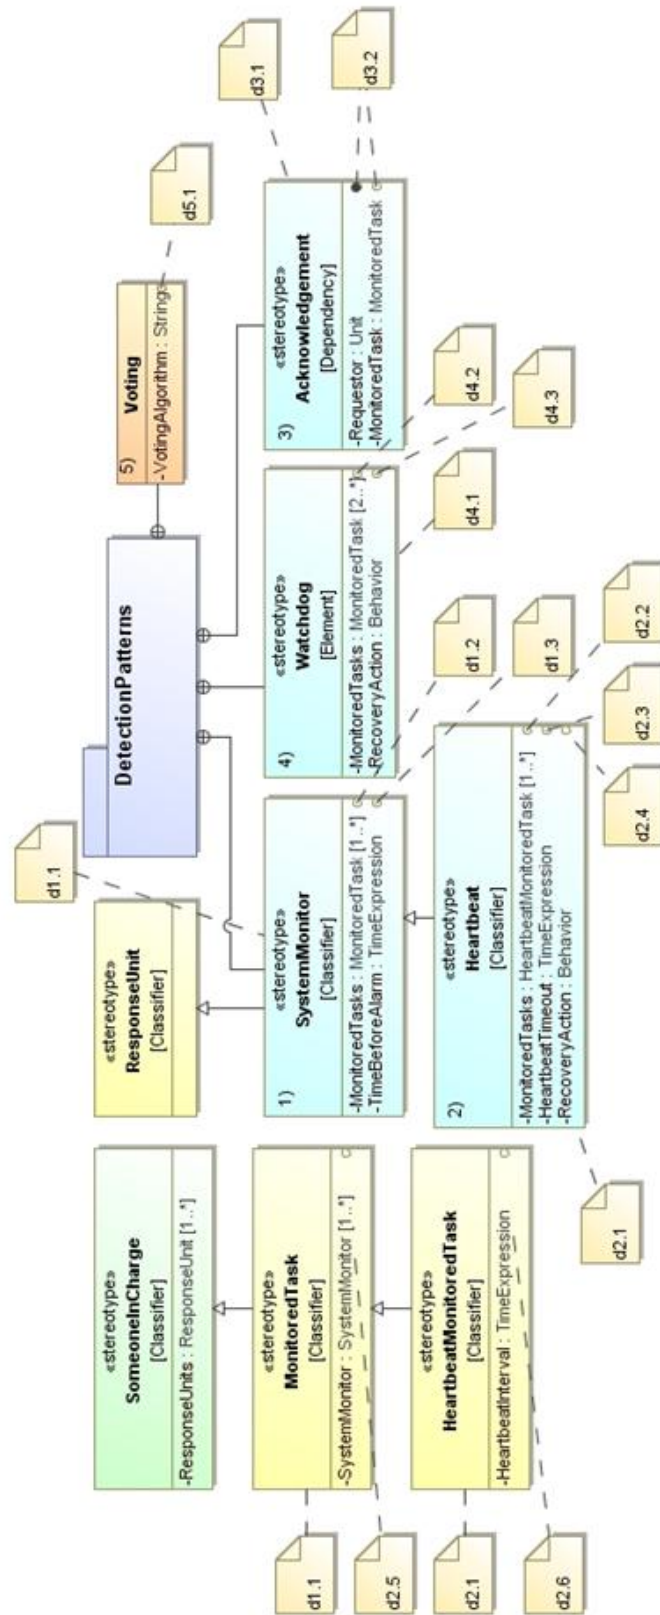 d1.1
d5.1
d3.1
d3.2
«stereotype»
SomeoneInCharge
[Classifier]
-ResponseUnits : ResponseUnit [1..*]
«stereotype»
ResponseUnit
[Classifier]
DetectionPatterns
5)
Voting
-VotingAlgorithm : String
«stereotype»
MonitoredTask
[Classifier]
-SystemMonitor : SystemMonitor [1..*]
«stereotype»
1)
SystemMonitor
[Classifier]
-MonitoredTasks : MonitoredTask [1..*]
-TimeBeforeAlarm : TimeExpression
«stereotype»
4)
Watchdog
[Element]
-MonitoredTasks : MonitoredTask [2..*]
-RecoveryAction : Behavior
«stereotype»
3)
Acknowledgement
[Dependency]
-Requestor : Unit
-MonitoredTask : MonitoredTask
d1.1
d2.5
«stereotype»
HeartbeatMonitoredTask
[Classifier]
-HeartbeatInterval : TimeExpression
«stereotype»
2)
Heartbeat
[Classifier]
-MonitoredTasks : HeartbeatMonitoredTask [1..*]
-HeartbeatTimeout : TimeExpression
-RecoveryAction : Behavior
d1.2
d4.1
d4.2
d1.3
d4.3
d2.1
d2.6
d2.1
d2.4
d2.3
d2.2